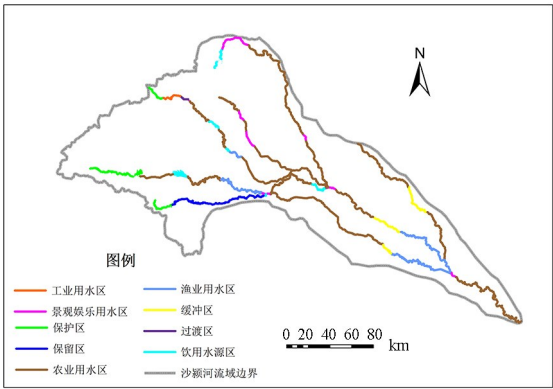 N
图例
工业用水区
景观娱乐用水区
保护区
保留区
农业用水区
渔业用水区
缓冲区
过渡区
饮用水源区
沙颍河流域边界
0 20 40 60 80
km